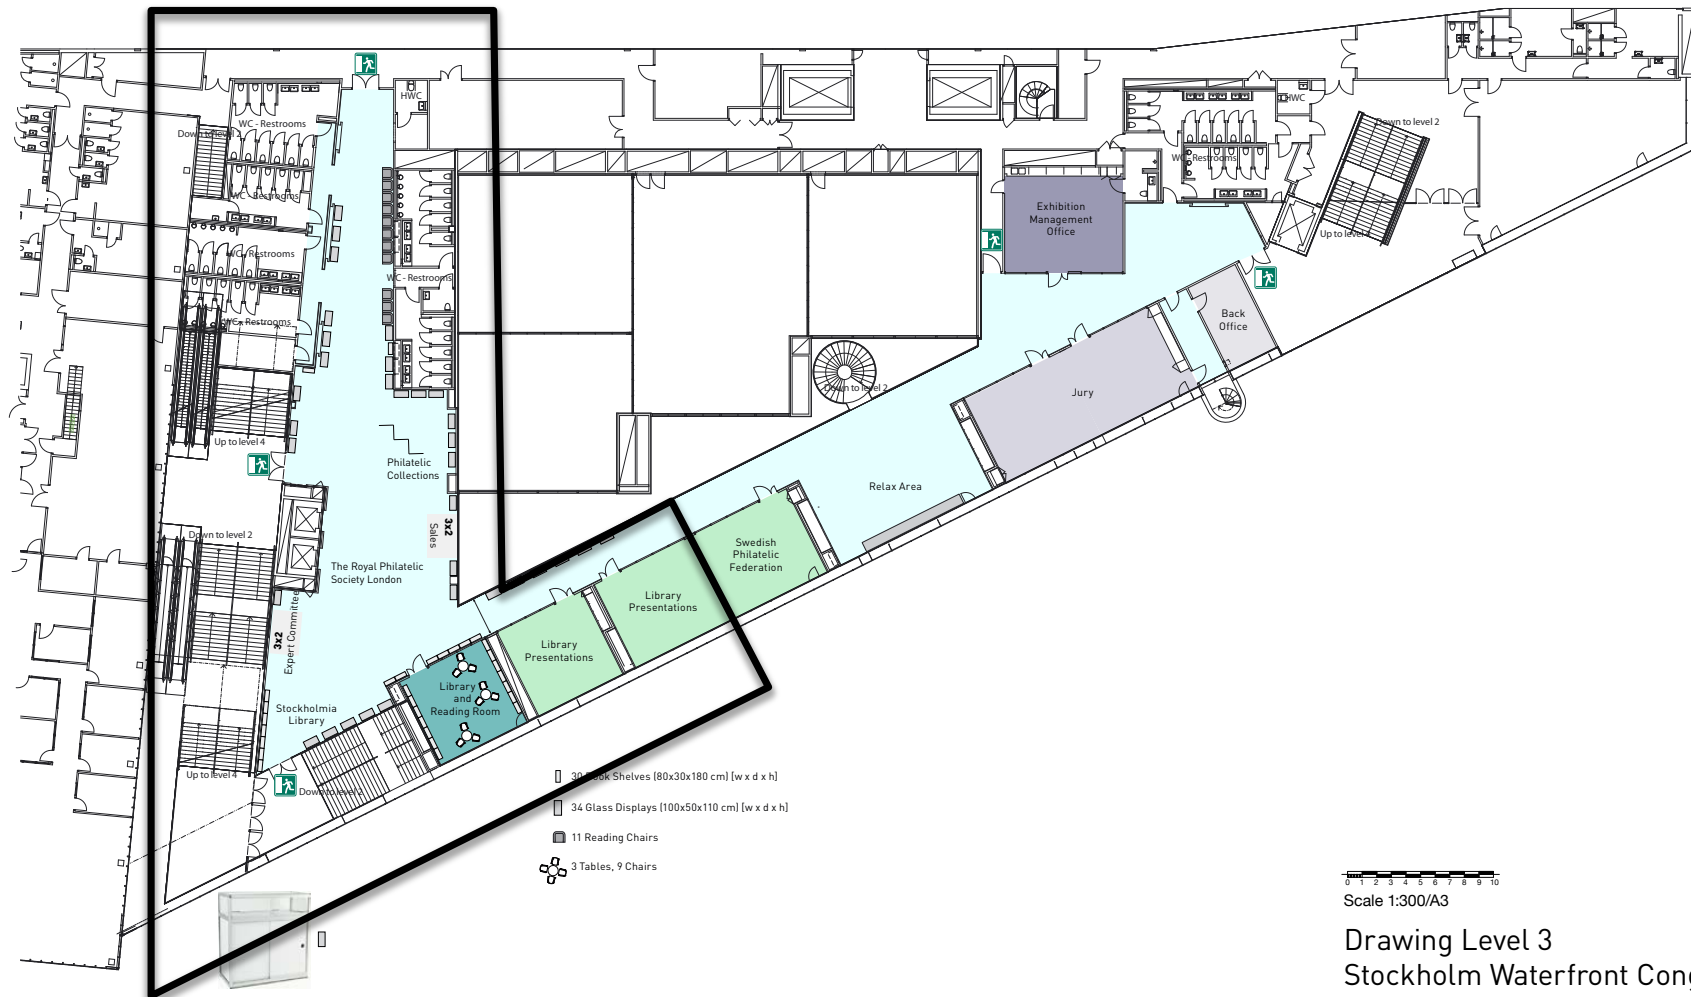 HWC
WC - Restrooms
Down to level 2
WC - Restrooms
WC - Restrooms
WC - Restrooms
WC - Restrooms
Up to level 4
Philatelic
Collections
3x2
Sales
Down to level 2
The Royal Philatelic
Society London
3x2
Expert Committee
Stockholmia
Library
Up to level 4
Down to level 2
Library
and
Reading Room
Library
Presentations
Library
Presentations
Swedish
Philatelic
Federation
Relax Area
Jury
Back
Office
Exhibition
Management
Office
Down to level 2
HWC
WC - Restrooms
Down to level 2
Up to level
30 Book Shelves (80x30x180 cm) [w x d x h]
34 Glass Displays (100x50x110 cm) [w x d x h]
11 Reading Chairs
3 Tables, 9 Chairs
0 1 2 3 4 5 6 7 8 9 10
Scale 1:300/A3
Drawing Level 3
Stockholm Waterfront Cong